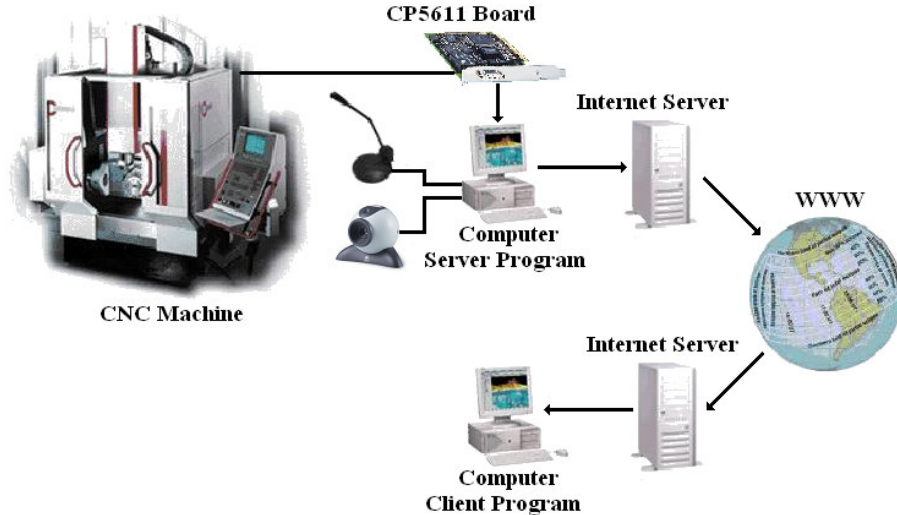 CP5611 Board
Internet Server
WWW
Computer
Server Program
CNC Machine
Internet Server
Computer
Client Program